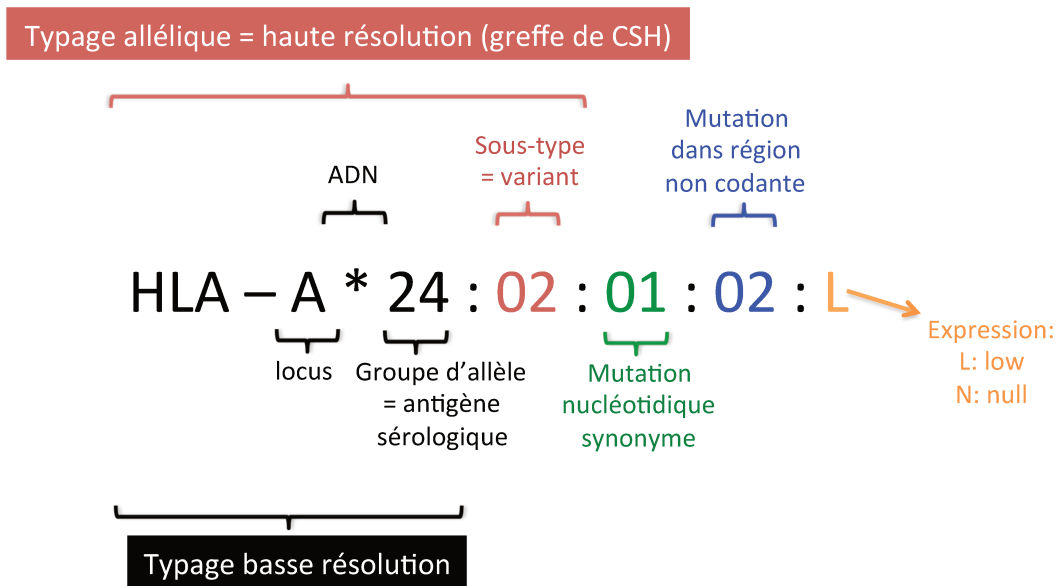 Typage allélique = haute résolution (greffe de CSH)
Mutation
dans région
non codante
Sous-type
= variant
ADN
HLA – A * 24 : 02 : 01 : 02 : L
locus
Groupe d’allèle
= antigène
sérologique
Mutation
nucléotidique
synonyme
Expression:
L: low
N: null
Typage basse résolution